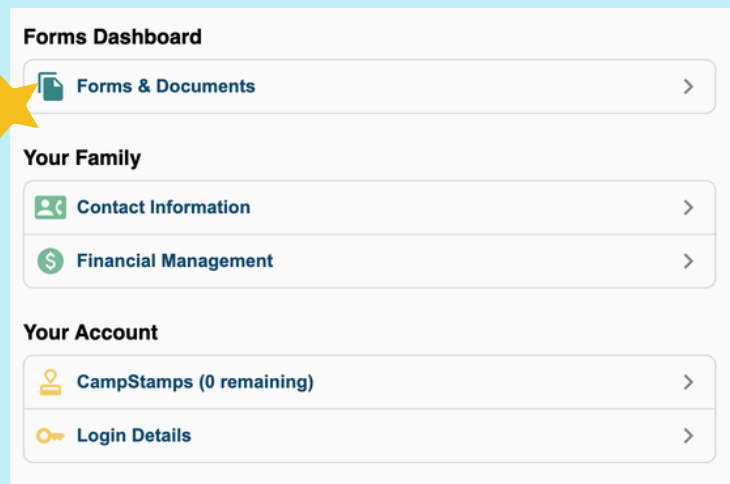 Forms Dashboard
Forms & Documents
Your Family
Contact Information
Financial Management
Your Account
CampStamps (0 remaining)
Login Details